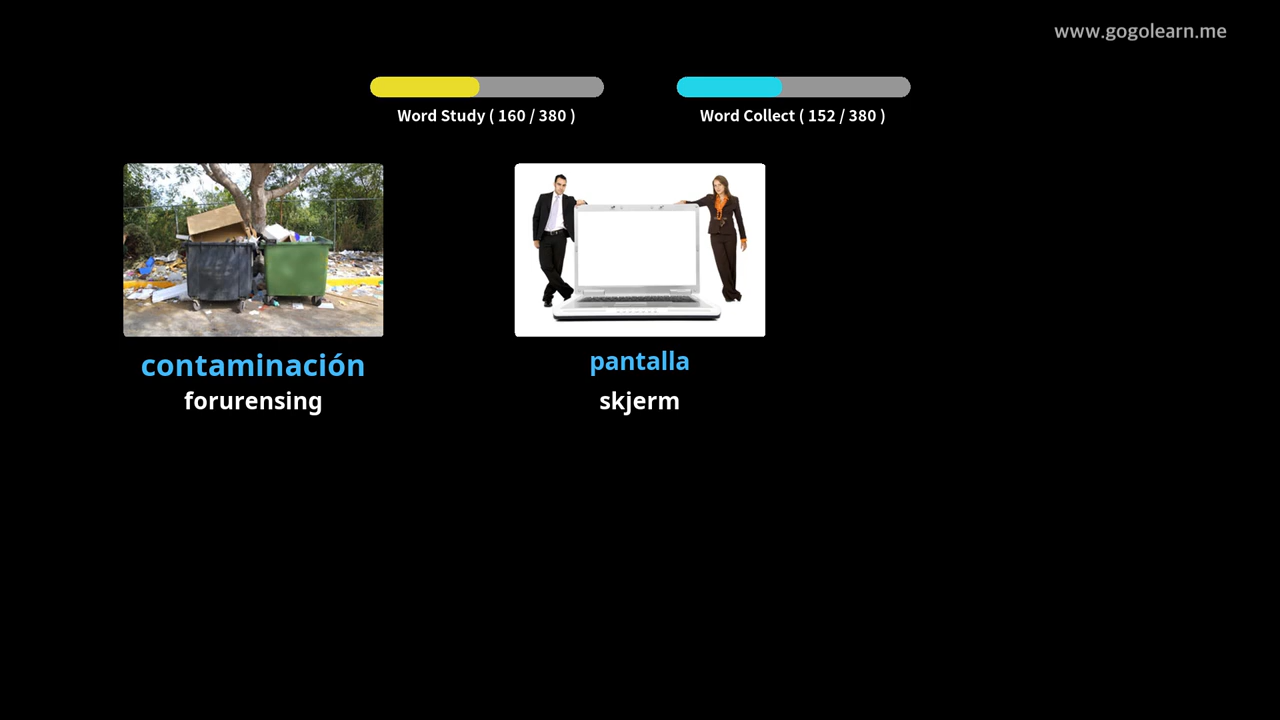 www.gogolearn.me
Word Study ( 160 / 380 )
Word Collect ( 152 / 380 )
contaminación
forurensing
pantalla
skjerm